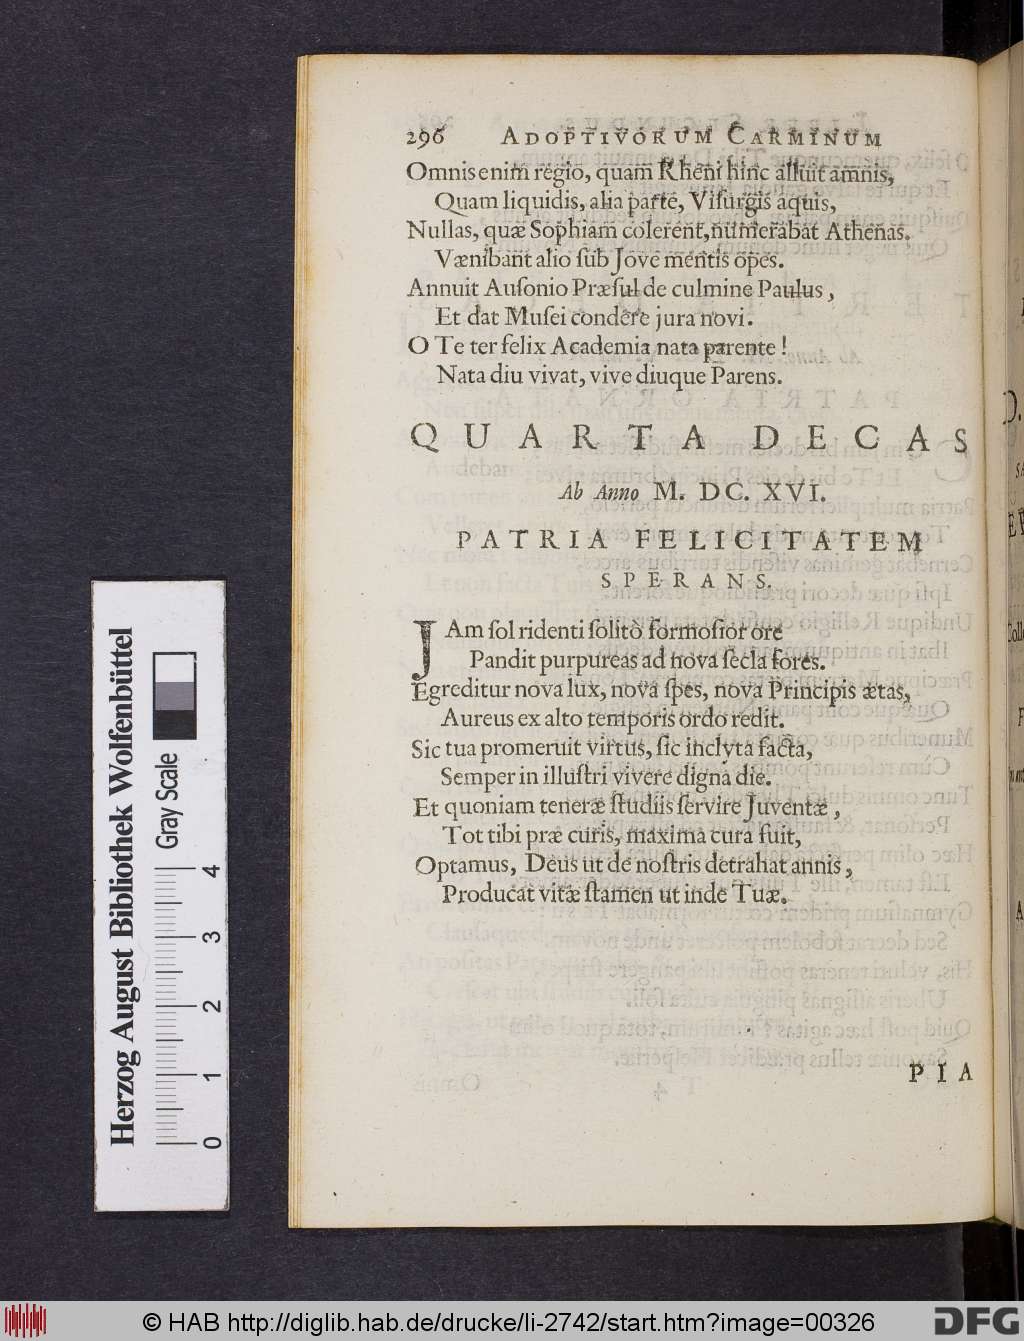 296 ADOPTIVORUM CARMINUM
Omnis enim regio, quam Rheni hinc alluit amnis,
Quam liquidis, alia parte, Viſurgis aquis,
Nullas, quæ Sophiam colerent, numerabat Athenas.
Vænibant alio ſub Jove mentis opes.
Annuit Auſonio Præſul de culmine Paulus,
Et dat Muſei condere jura novi.
O Te ter felix Academia nata parente!
Nata diu vivat, vive diuque Parens.
QUARTA DECAS
Ab Anno M. DC. XVI.
PATRIA FELICITATEM
SPERANS.
JAm ſol ridenti ſolito formoſior ore
Pandit purpureas ad nova ſecla fores.
Egreditur nova lux, nova ſpes, nova Principis ætas,
Aureus ex alto temporis ordo redit.
Sic tua promeruit virtus, ſic inclyta facta,
Semper in illuſtri vivere digna die.
Et quoniam teneræ ſtudiis ſervire Juventæ,
Tot tibi præ curis, maxima cura fuit,
Optamus, Deus ut de noſtris detrahat annis,
Producat vitæ ſtamen ut inde Tuæ.
PIA
Herzog August Bibliothek Wolfenbüttel
Gray Scale
0 1 2 3 4
© HAB http://diglib.hab.de/drucke/li-2742/start.htm?image=00326
DFG